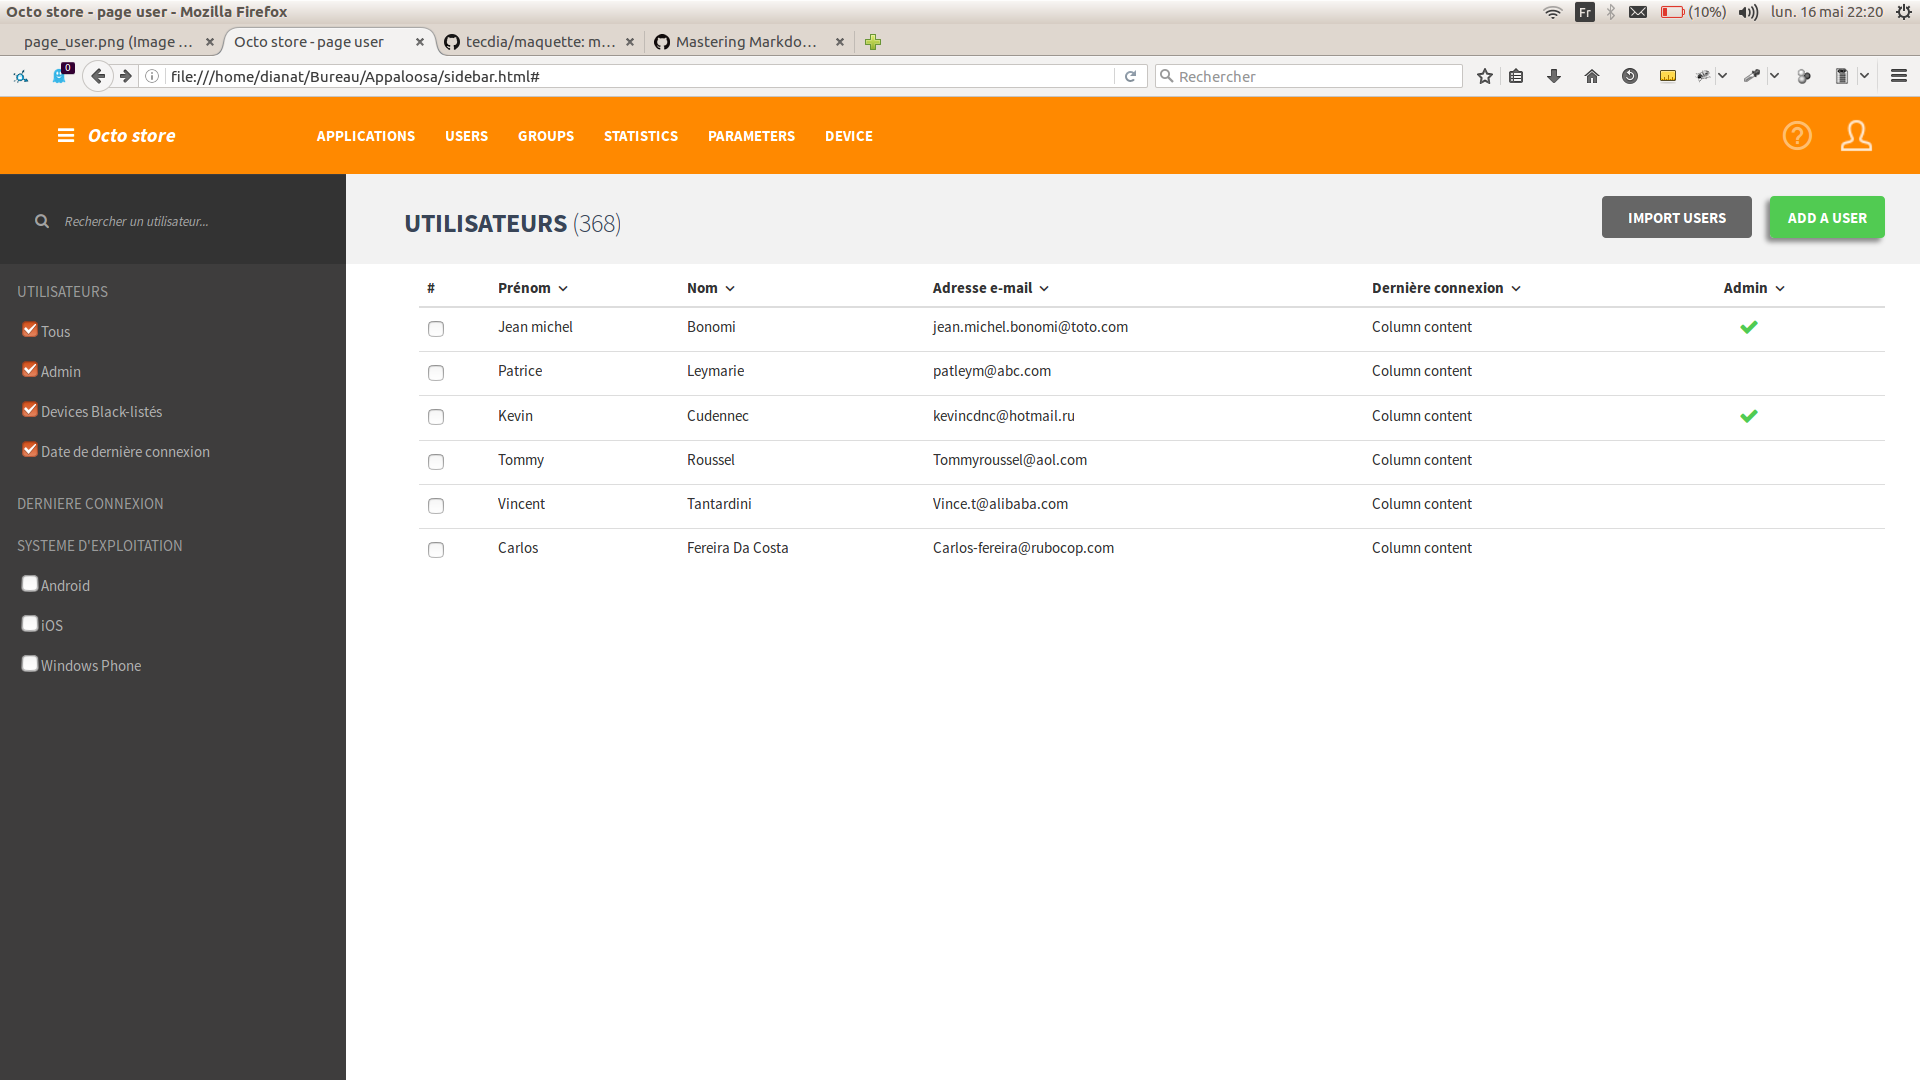 Octo store - page user - Mozilla Firefox
Fr (10%) lun. 16 mai 22:20
page_user.png (Image ... Octo store - page user tecdia/maquette: m... Mastering Markdo...
0
file:///home/dianat/Bureau/Appaloosa/sidebar.html# Rechercher
Octo store APPLICATIONS USERS GROUPS STATISTICS PARAMETERS DEVICE ?
Rechercher un utilisateur...
UTILISATEURS (368) IMPORT USERS ADD A USER
UTILISATEURS
Tous
Admin
Devices Black-listés
Date de dernière connexion
DERNIERE CONNEXION
SYSTEME D'EXPLOITATION
Android
iOS
Windows Phone
# Prénom Nom Adresse e-mail Dernière connexion Admin
Jean michel Bonomi jean.michel.bonomi@toto.com Column content
Patrice Leymarie patleym@abc.com Column content
Kevin Cudennec kevincdnc@hotmail.ru Column content
Tommy Roussel Tommyroussel@aol.com Column content
Vincent Tantardini Vince.t@alibaba.com Column content
Carlos Fereira Da Costa Carlos-fereira@rubocop.com Column content